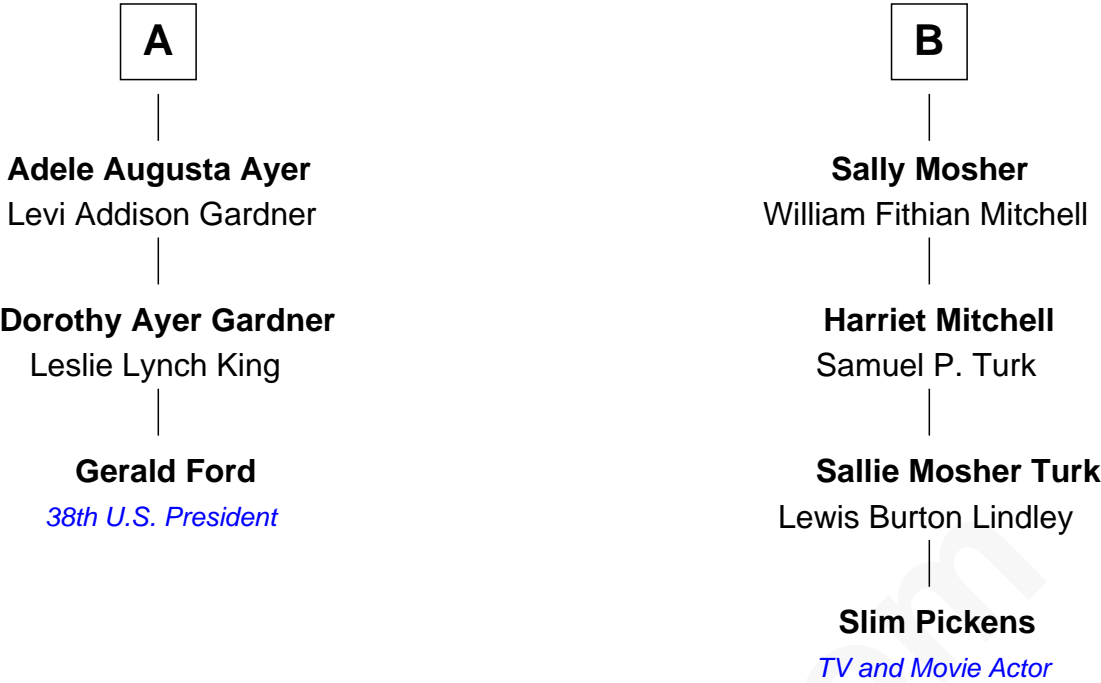 A
Adele Augusta Ayer
Levi Addison Gardner
Dorothy Ayer Gardner
Leslie Lynch King
Gerald Ford
38th U.S. President
B
Sally Mosher
William Fithian Mitchell
Harriet Mitchell
Samuel P. Turk
Sallie Mosher Turk
Lewis Burton Lindley
Slim Pickens
TV and Movie Actor